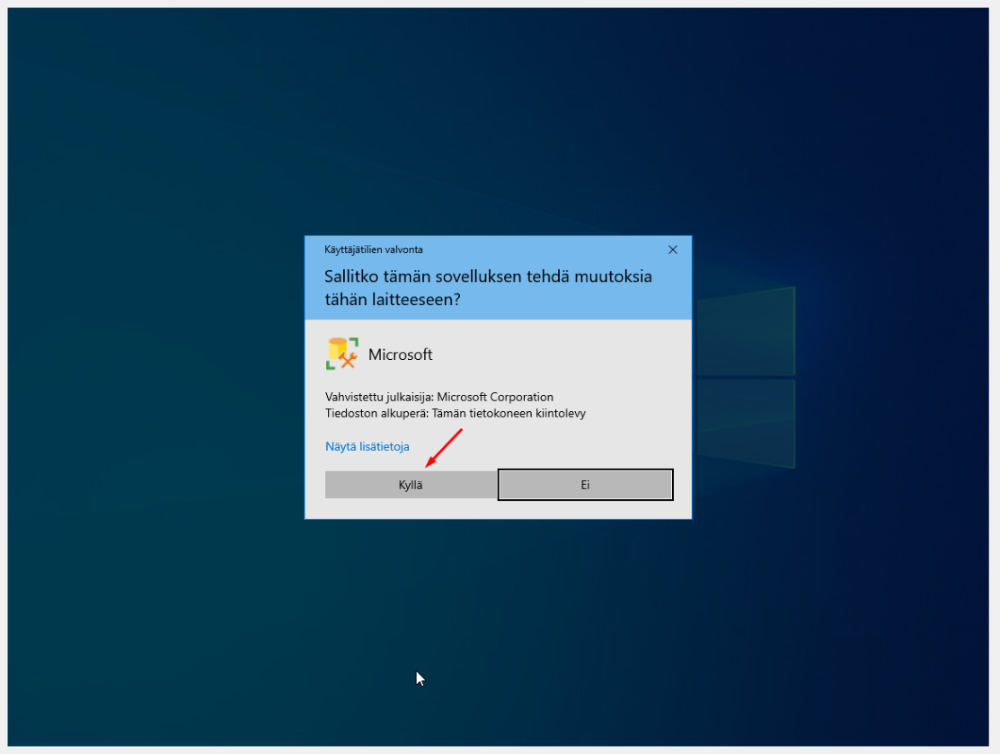 Käyttäjätilien valvonta
Sallitko tämän sovelluksen tehdä muutoksia
tähän laitteeseen?
Microsoft
Vahvistettu julkaisija: Microsoft Corporation
Tiedoston alkuperä: Tämän tietokoneen kiintolevy
Näytä lisätietoja
Kyllä
Ei